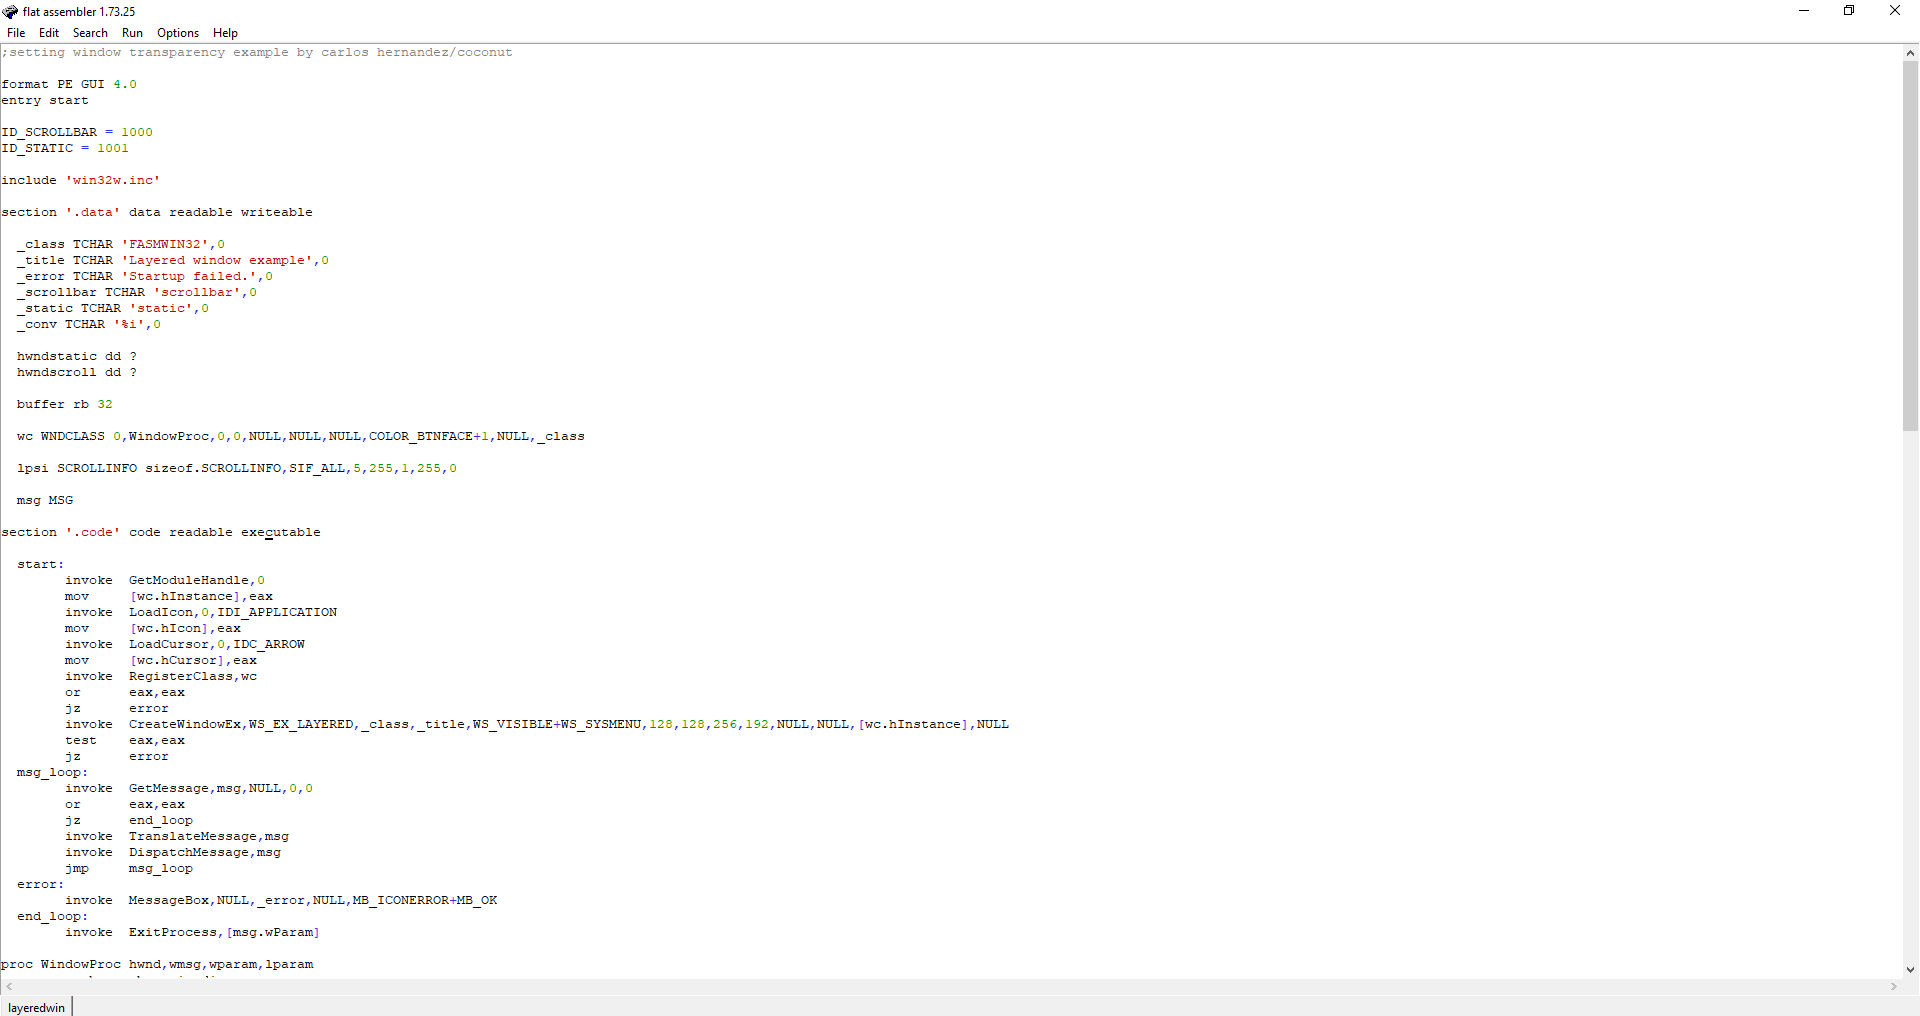 flat assembler 1.73.25
File Edit Search Run Options Help
;setting window transparency example by carlos hernandez/coconut
format PE GUI 4.0
entry start
ID_SCROLLBAR = 1000
ID_STATIC = 1001
include 'win32w.inc'
section '.data' data readable writeable
_class TCHAR 'FASMWIN32',0
_title TCHAR 'Layered window example',0
_error TCHAR 'Startup failed.',0
_scrollbar TCHAR 'scrollbar',0
_static TCHAR 'static',0
_conv TCHAR '%i',0
hwndstatic dd ?
hwndscroll dd ?
buffer rb 32
wc WNDCLASS 0,WindowProc,0,0,NULL,NULL,NULL,COLOR_BTNFACE+1,NULL,_class
lpsi SCROLLINFO sizeof.SCROLLINFO,SIF_ALL,5,255,1,255,0
msg MSG
section '.code' code readable executable
start:
invoke GetModuleHandle,0
mov [wc.hInstance],eax
invoke LoadIcon,0,IDI_APPLICATION
mov [wc.hIcon],eax
invoke LoadCursor,0,IDC_ARROW
mov [wc.hCursor],eax
invoke RegisterClass,wc
or eax,eax
jz error
invoke CreateWindowEx,WS_EX_LAYERED,_class,_title,WS_VISIBLE+WS_SYSMENU,128,128,256,192,NULL,NULL,[wc.hInstance],NULL
test eax,eax
jz error
msg_loop:
invoke GetMessage,msg,NULL,0,0
or eax,eax
jz end_loop
invoke TranslateMessage,msg
invoke DispatchMessage,msg
jmp msg_loop
error:
invoke MessageBox,NULL,_error,NULL,MB_ICONERROR+MB_OK
end_loop:
invoke ExitProcess,[msg.wParam]
proc WindowProc hwnd,wmsg,wparam,lparam
layeredwin